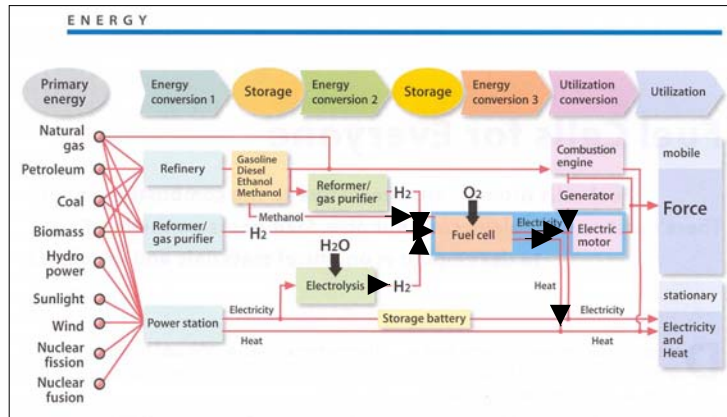 ENERGY
Primary
energy
Energy
conversion 1
Storage
Energy
conversion 2
Storage
Energy
conversion 3
Utilization
conversion
Utilization
Natural
gas
Petroleum
Coal
Biomass
Hydro
power
Sunlight
Wind
Nuclear
fission
Nuclear
fusion
Refinery
Reformer/
gas purifier
Power station
Gasoline
Diesel
Ethanol
Methanol
Reformer/
gas purifier
H2
Methanol
H2
H2O
Electrolysis
H2
O2
Fuel cell
Electricity
Heat
Combustion
engine
Generator
Electric
motor
mobile
Force
stationary
Electricity
and
Heat
Electricity
Heat
Storage battery
Electricity
Heat